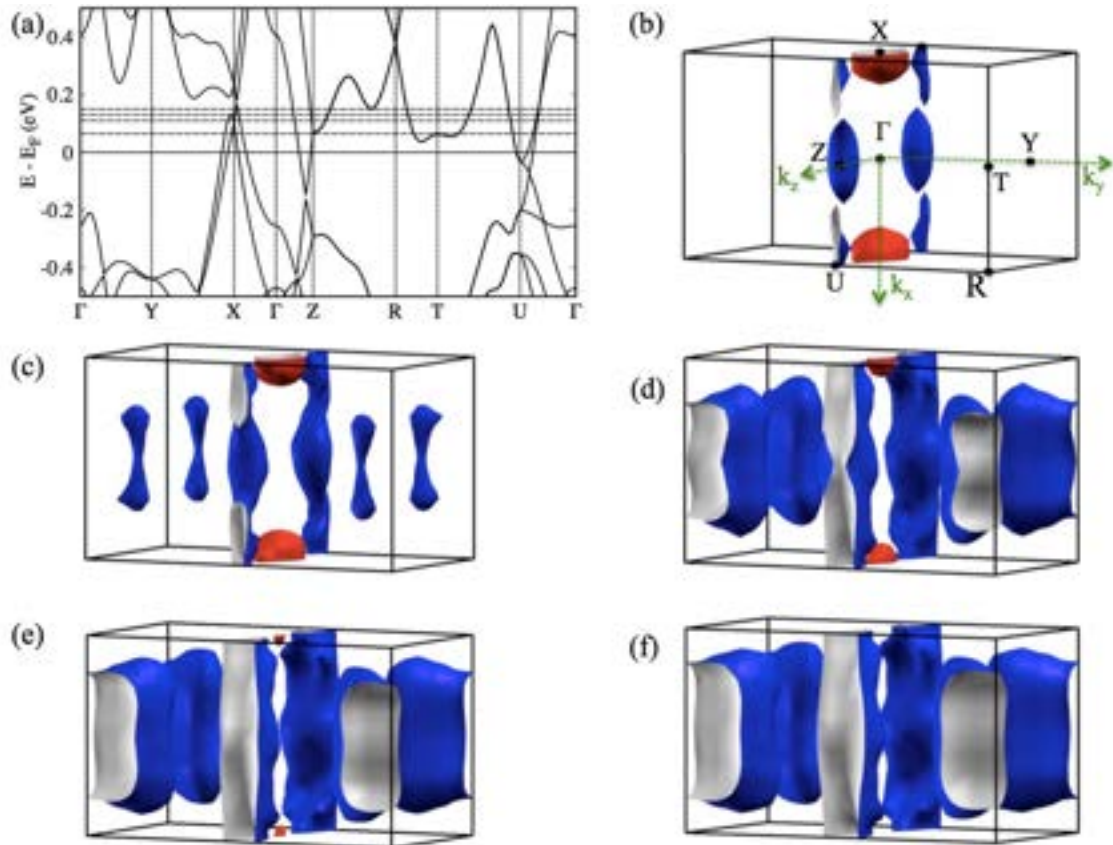 (a)
E - E_F (eV)
0.4
0.2
0
-0.2
-0.4
Γ Y X Γ Z R T U Γ
(b)
X
Γ
Z
Y
T
k_z
k_y
U
k_x
R
(c)
(d)
(e)
(f)